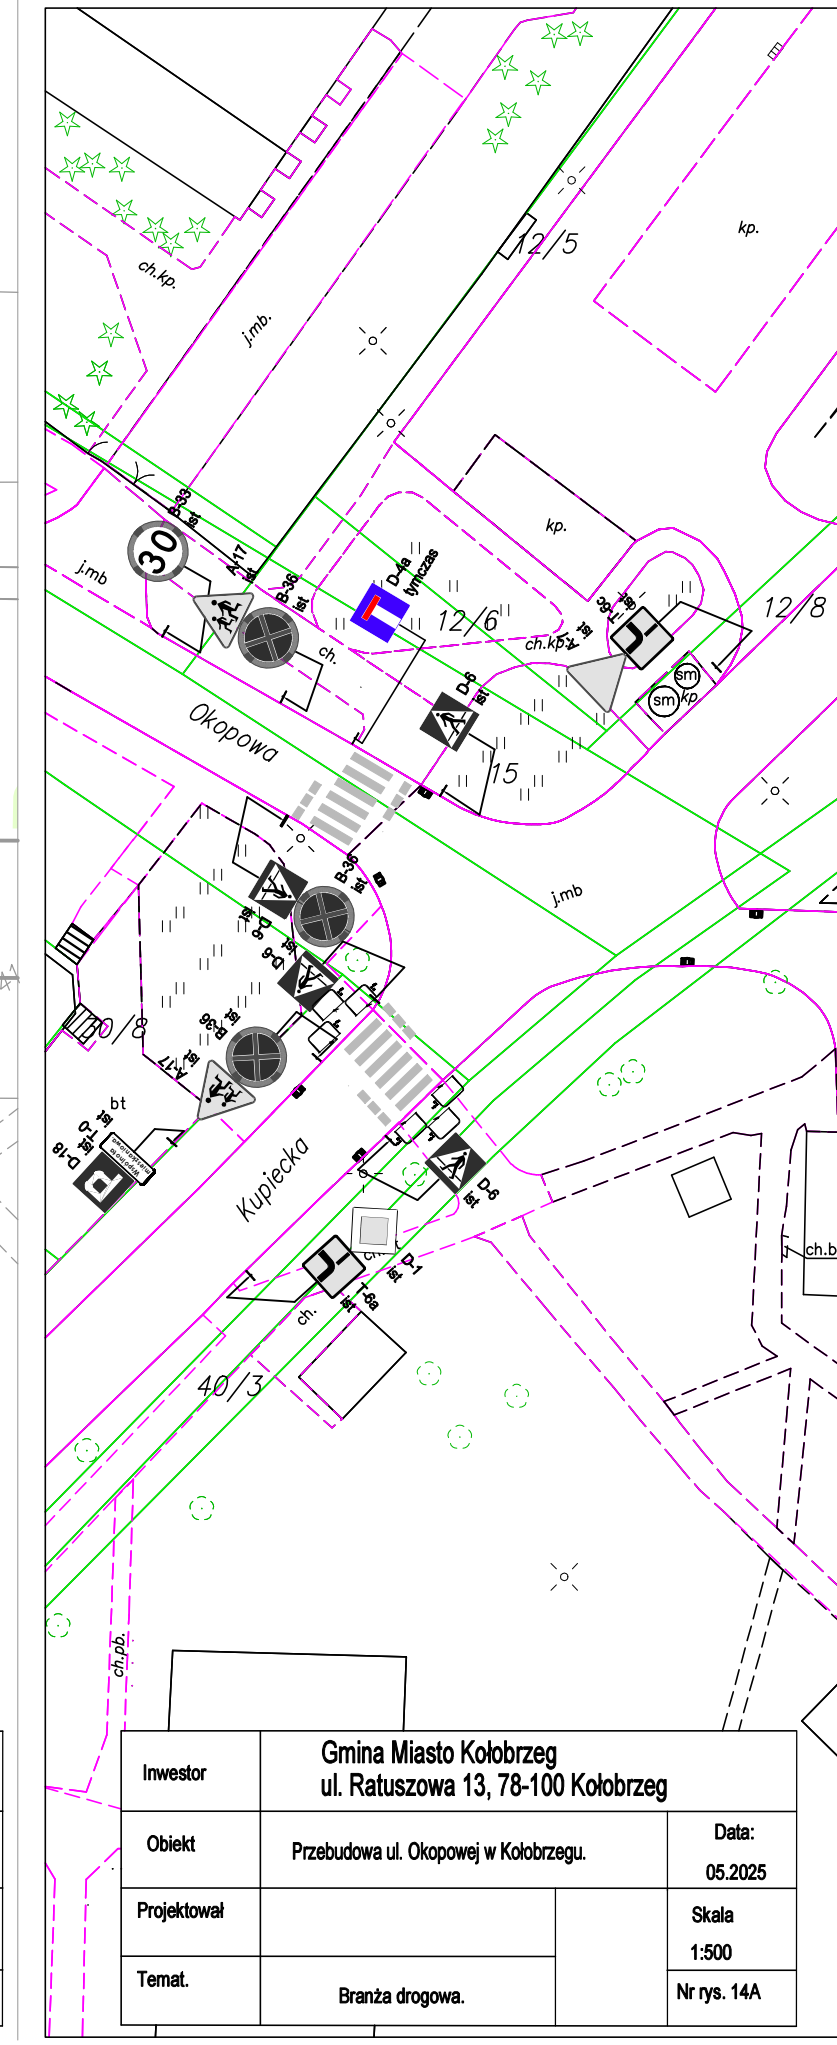 12/5
kp.
ch.kp.
j.mb.
B-33
ist
30
A-17
ist
B-36
ist
D-4a
tymczas
kp.
j.mb
12/6
12/8
ch.kp.
A-7
ist
ist
sm
sm
kp
ch.
D-6
ist
Okopowa
15
B-36
ist
j.mb
D-6
ist
D-6
ist
B-36
ist
A-17
ist
bt
D-18
ist T-0
ist
Kupiecka
D-6
ist
D-1
ist
T-6a
ist
ch.
ch.b
40/3
ch.pb.
Inwestor
Gmina Miasto Kołobrzeg
ul. Ratuszowa 13, 78-100 Kołobrzeg
Obiekt
Przebudowa ul. Okopowej w Kołobrzegu.
Data:
05.2025
Projektował
Skala
1:500
Temat.
Branża drogowa.
Nr rys. 14A